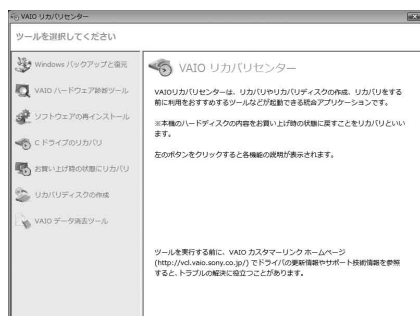 VAIO リカバリセンター
ツールを選択してください
Windows バックアップと復元
VAIO ハードウェア診断ツール
ソフトウェアの再インストール
C ドライブのリカバリ
お買い上げ時の状態にリカバリ
リカバリディスクの作成
VAIO データ消去ツール
VAIO リカバリセンター
VAIOリカバリセンターは、リカバリやリカバリディスクの作成、リカバリをする
前に利用をおすすめするツールなどが起動できる統合アプリケーションです。
※本機のハードディスクの内容をお買い上げ時の状態に戻すことをリカバリといい
ます。
左のボタンをクリックすると各機能の説明が表示されます。
ツールを実行する前に、VAIO カスタマーリンク ホームページ
(http://vcl.vaio.sony.co.jp/) でドライバの更新情報やサポート技術情報を参照
すると、トラブルの解決に役立つことがあります。